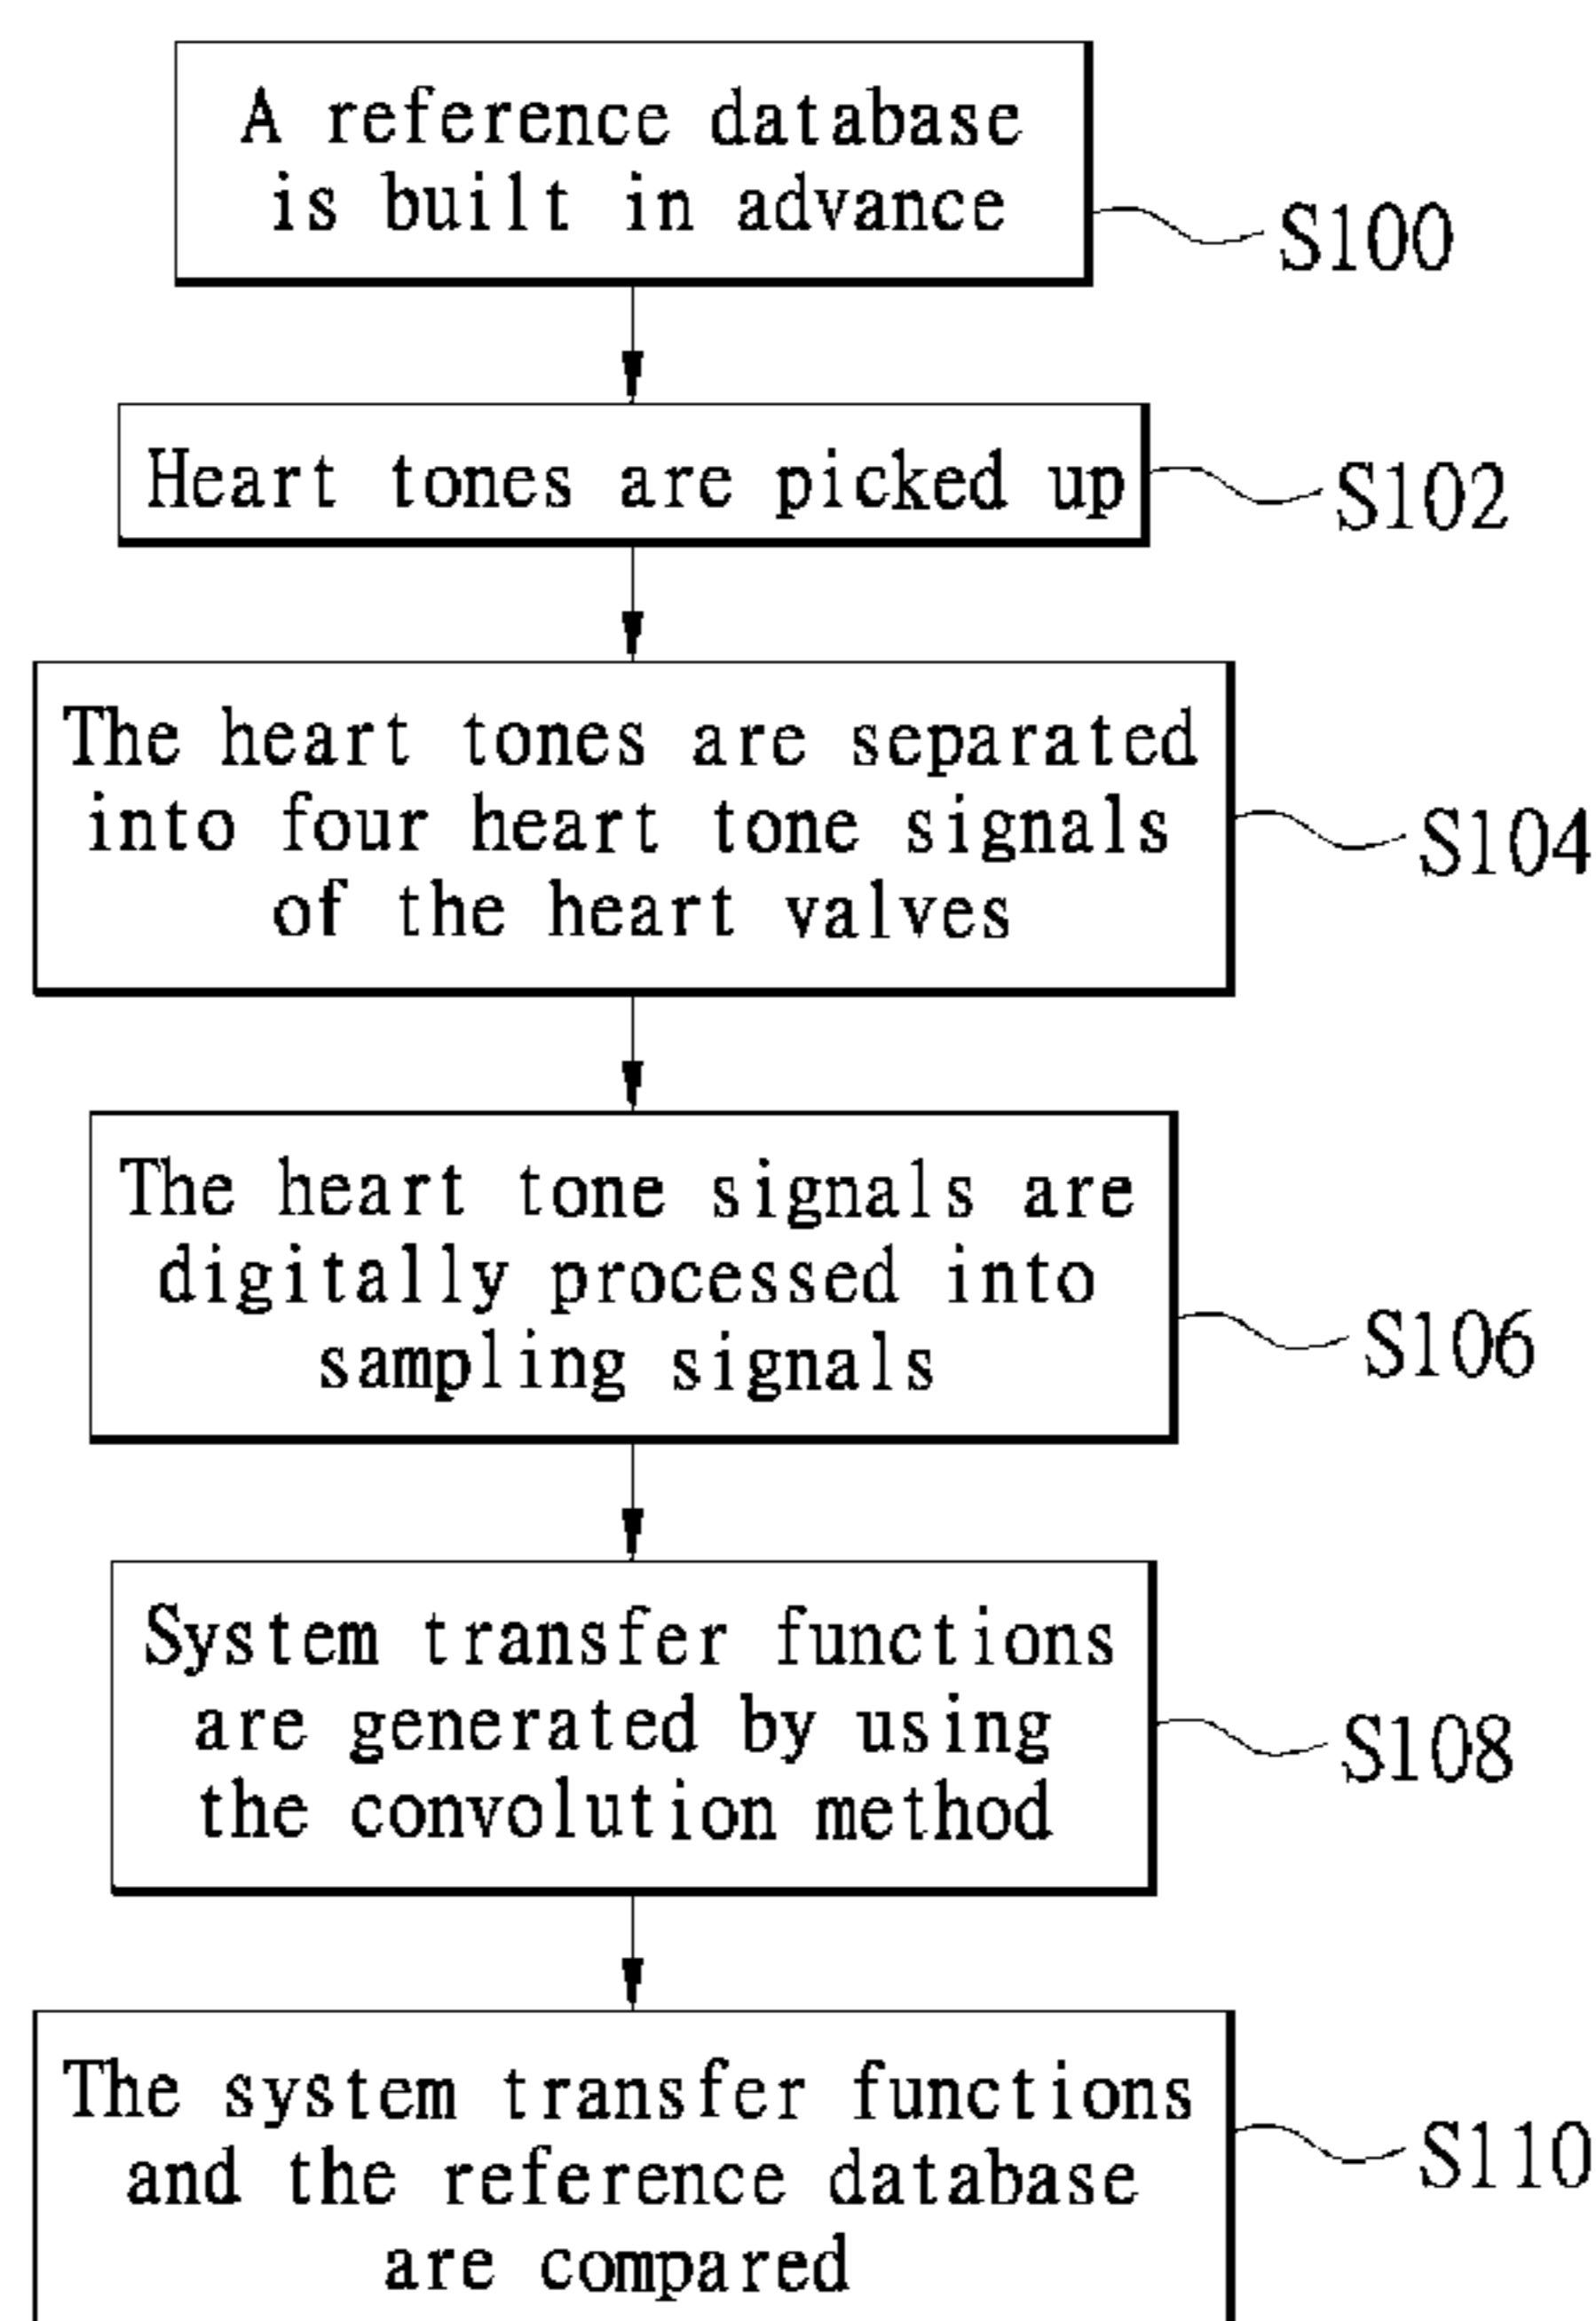 A reference database
is built in advance
S100
Heart tones are picked up
S102
The heart tones are separated
into four heart tone signals
of the heart valves
S104
The heart tone signals are
digitally processed into
sampling signals
S106
System transfer functions
are generated by using
the convolution method
S108
The system transfer functions
and the reference database
are compared
S110